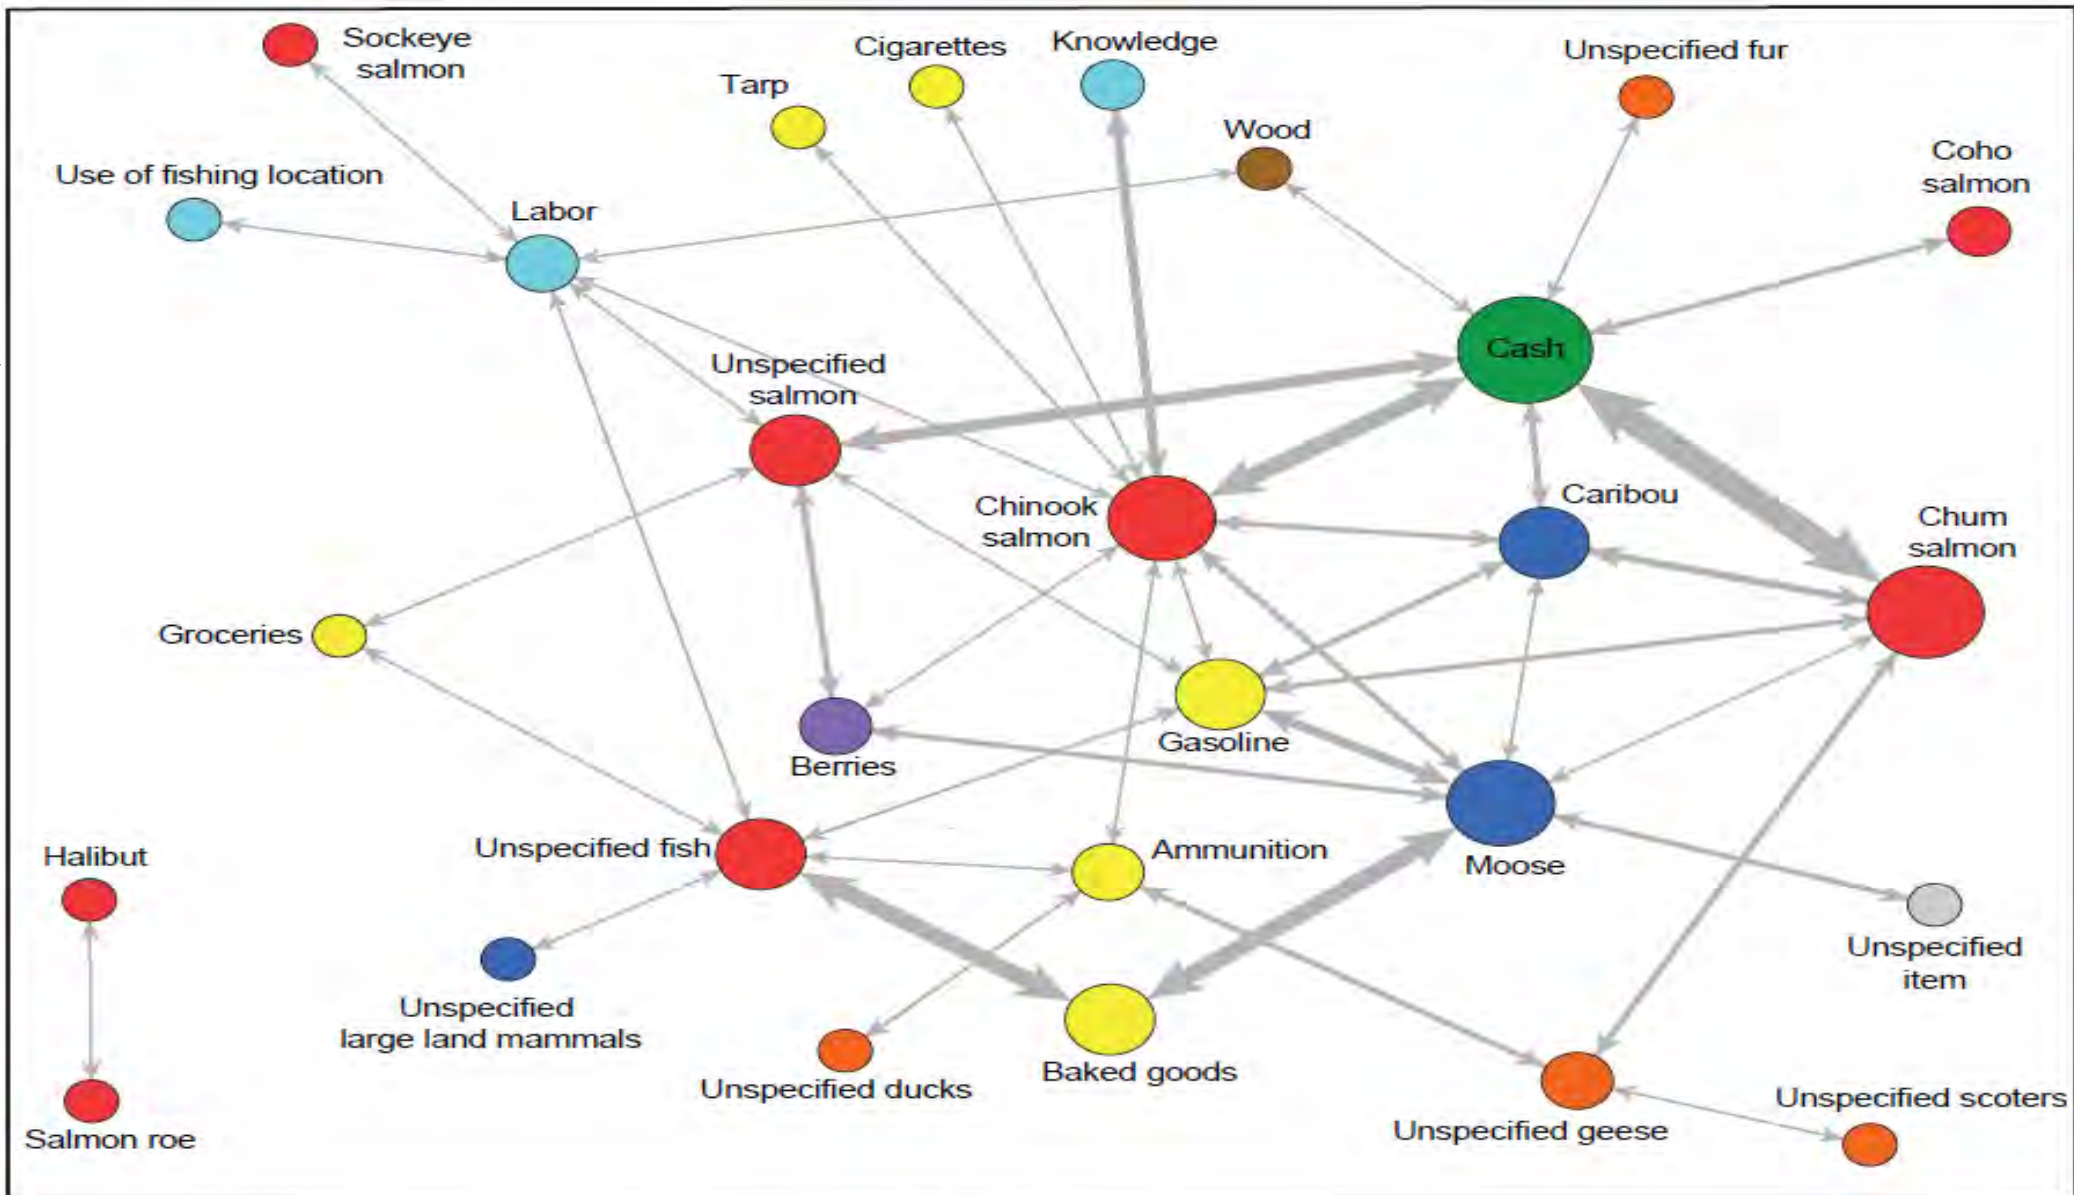 Sockeye
salmon
Cigarettes
Knowledge
Unspecified fur
Tarp
Wood
Coho
salmon
Use of fishing location
Labor
Cash
Unspecified
salmon
Chinook
salmon
Caribou
Chum
salmon
Groceries
Gasoline
Berries
Halibut
Unspecified fish
Ammunition
Moose
Unspecified
item
Unspecified
large land mammals
Unspecified ducks
Baked goods
Unspecified geese
Unspecified scoters
Salmon roe